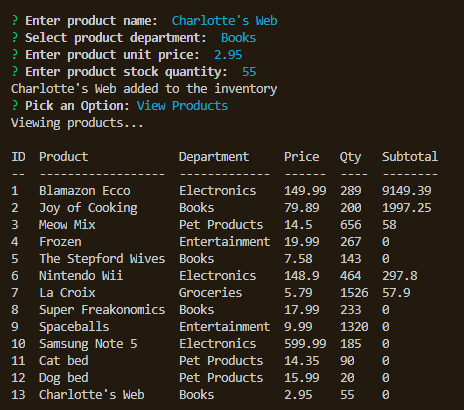 ? Enter product name:  Charlotte's Web
? Select product department:  Books
? Enter product unit price:  2.95
? Enter product stock quantity:  55
Charlotte's Web added to the inventory
? Pick an Option: View Products
Viewing products...
ID  Product             Department     Price   Qty   Subtotal
--  ------------------  -------------  ------  ----  --------
1   Blamazon Ecco       Electronics    149.99  289   9149.39
2   Joy of Cooking      Books          79.89   200   1997.25
3   Meow Mix            Pet Products   14.5    656   58
4   Frozen              Entertainment  19.99   267   0
5   The Stepford Wives  Books          7.58    143   0
6   Nintendo Wii        Electronics    148.9   464   297.8
7   La Croix            Groceries      5.79    1526  57.9
8   Super Freakonomics  Books          17.99   233   0
9   Spaceballs          Entertainment  9.99    1320  0
10  Samsung Note 5      Electronics    599.99  185   0
11  Cat bed             Pet Products   14.35   90    0
12  Dog bed             Pet Products   15.99   20    0
13  Charlotte's Web     Books          2.95    55    0